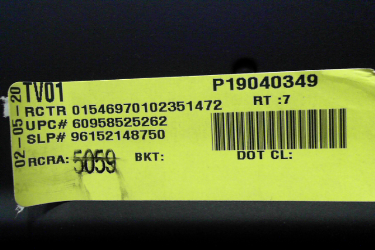 02-05-20
TV01 P19040349
RCTR 01546970102351472 RT :7
UPC# 60958525262
SLP# 96152148750
RCRA: 5059 BKT: DOT CL: